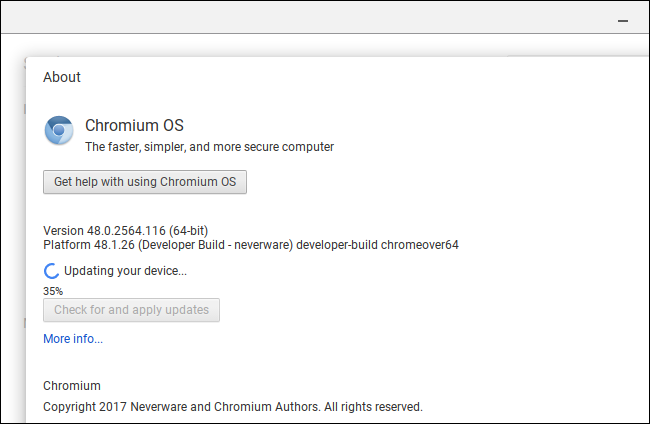 About
Chromium OS
The faster, simpler, and more secure computer
Get help with using Chromium OS
Version 48.0.2564.116 (64-bit)
Platform 48.1.26 (Developer Build - neverware) developer-build chromeover64
Updating your device...
35%
Check for and apply updates
More info...
Chromium
Copyright 2017 Neverware and Chromium Authors. All rights reserved.